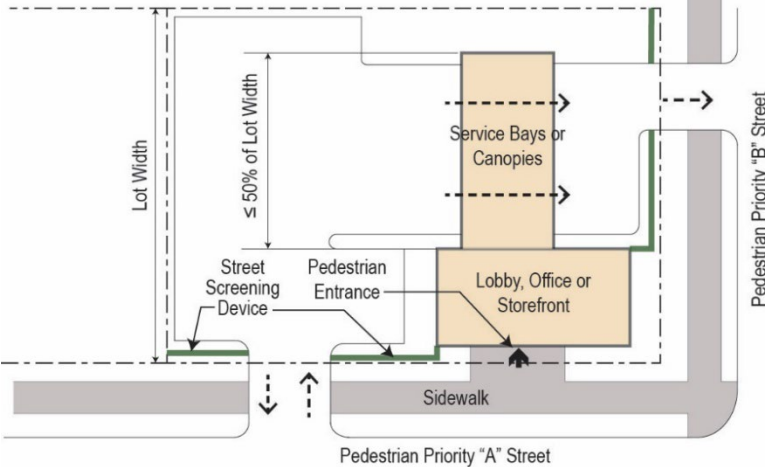 Lot Width
≤ 50% of Lot Width
Service Bays or
Canopies
Pedestrian Priority "B" Street
Street
Screening
Device
Pedestrian
Entrance
Lobby, Office or
Storefront
Sidewalk
Pedestrian Priority "A" Street